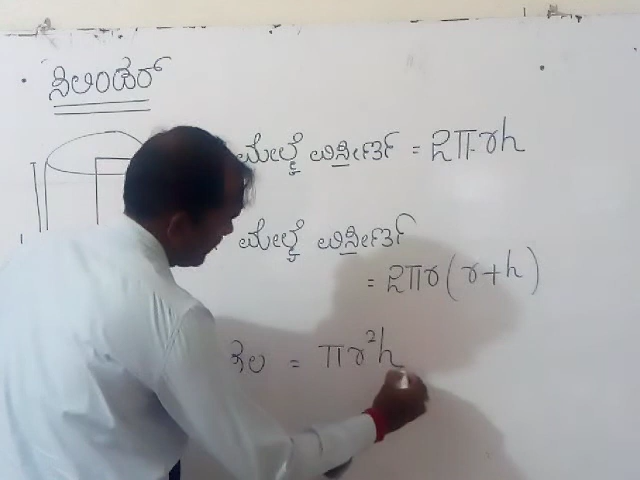 ಸಿಲಿಂಡರ್
ಮೇಲ್ಮೈ ವಿಸ್ತೀರ್ಣ = 2πrh
ಮೇಲ್ಮೈ ವಿಸ್ತೀರ್ಣ
= 2πr(r+h)
= πr²h